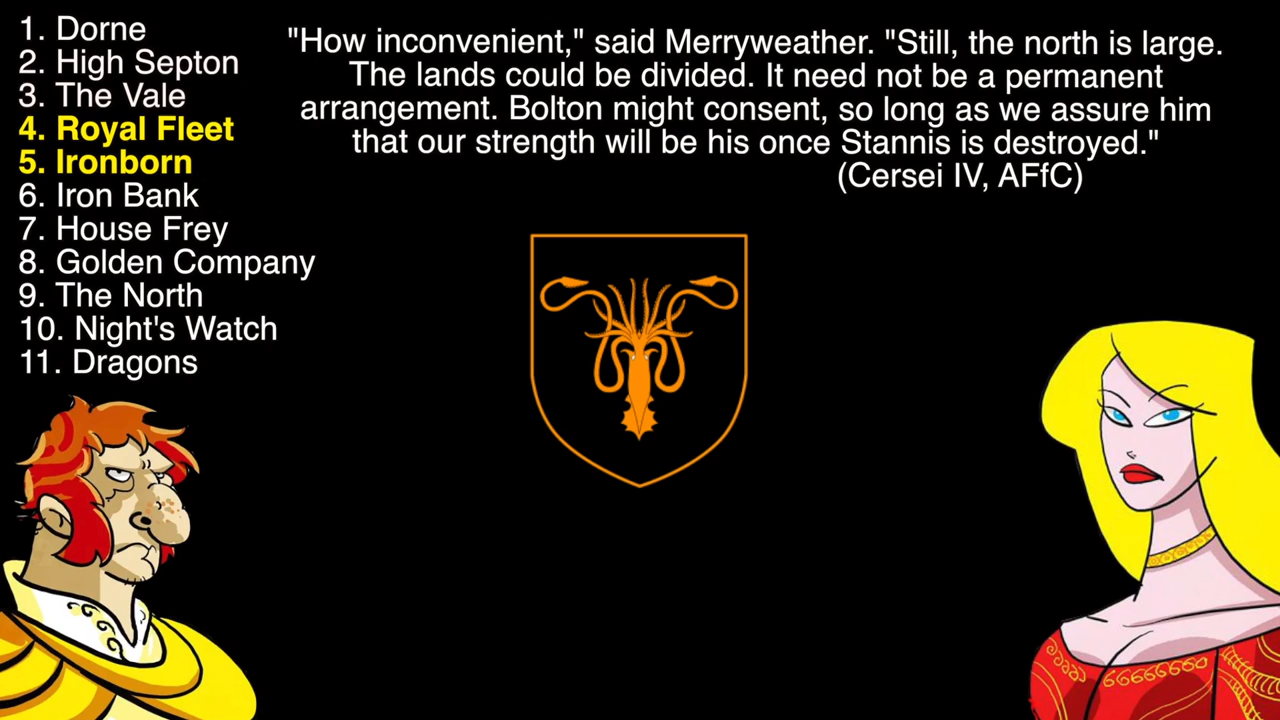 1. Dorne
2. High Septon
3. The Vale
4. Royal Fleet
5. Ironborn
6. Iron Bank
7. House Frey
8. Golden Company
9. The North
10. Night's Watch
11. Dragons
"How inconvenient," said Merryweather. "Still, the north is large.
The lands could be divided. It need not be a permanent
arrangement. Bolton might consent, so long as we assure him
that our strength will be his once Stannis is destroyed."
(Cersei IV, AFfC)